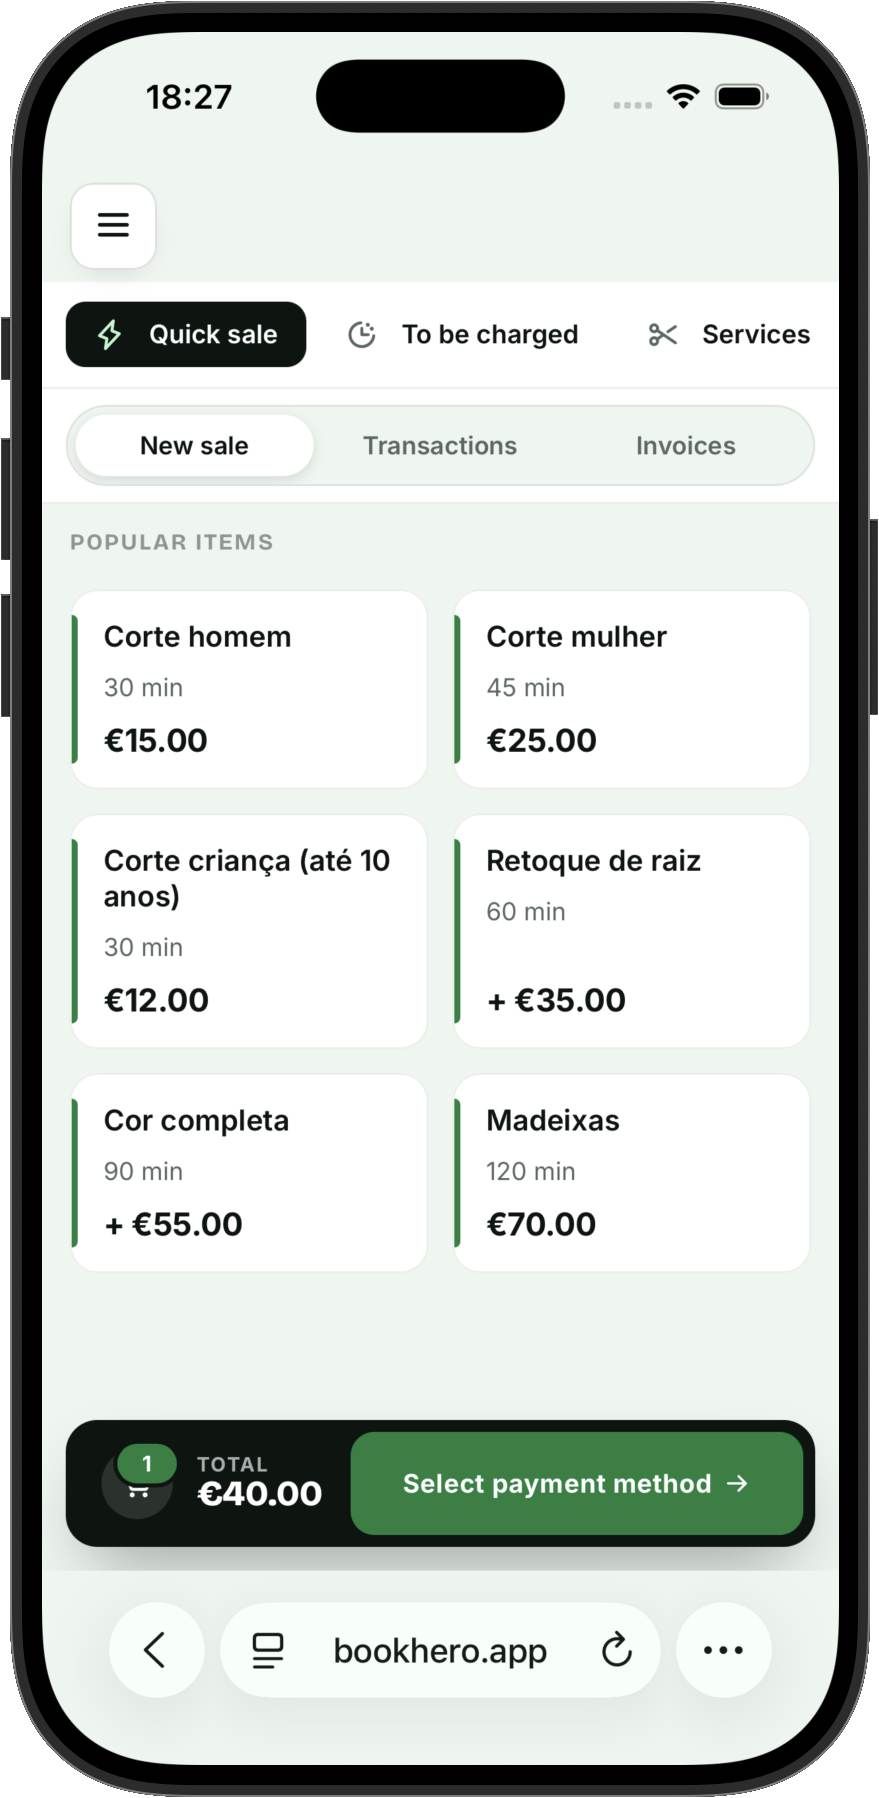 18:27
Quick sale
To be charged
Services
New sale
Transactions
Invoices
POPULAR ITEMS
Corte homem
30 min
€15.00
Corte mulher
45 min
€25.00
Corte criança (até 10
anos)
30 min
€12.00
Retoque de raiz
60 min
+ €35.00
Cor completa
90 min
+ €55.00
Madeixas
120 min
€70.00
1
TOTAL
€40.00
Select payment method →
bookhero.app